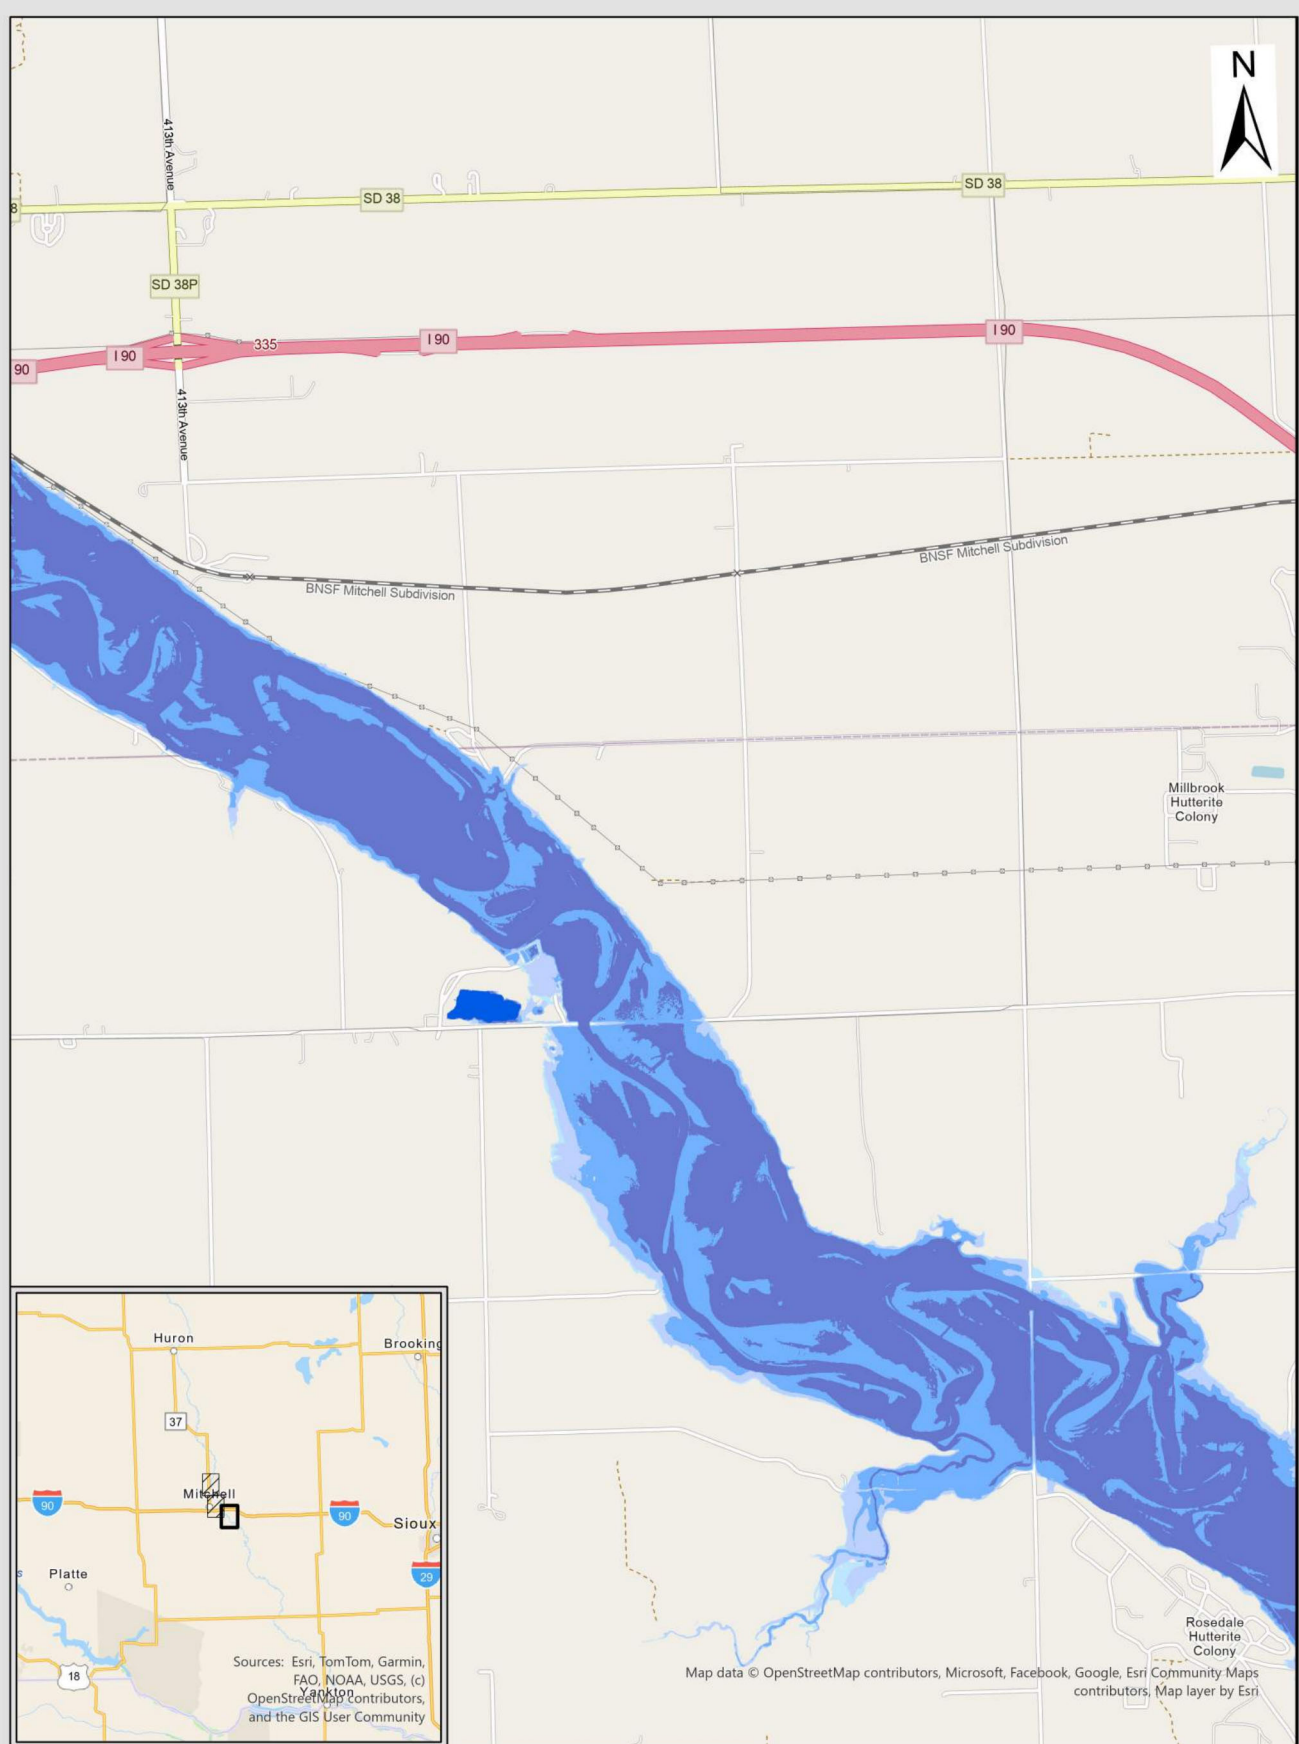 N
413th Avenue
SD 38
SD 38
8
SD 38P
I 90
335
I 90
I 90
90
413th Avenue
BNSF Mitchell Subdivision
BNSF Mitchell Subdivision
Millbrook
Hutterite
Colony
Rosedale
Hutterite
Colony
Map data © OpenStreetMap contributors, Microsoft, Facebook, Google, Esri Community Maps
contributors, Map layer by Esri
Huron
Brooking
37
Mitchell
90
90
Sioux
29
s
Platte
18
Yankton
Sources: Esri, TomTom, Garmin,
FAO, NOAA, USGS, (c)
OpenStreetMap contributors,
and the GIS User Community